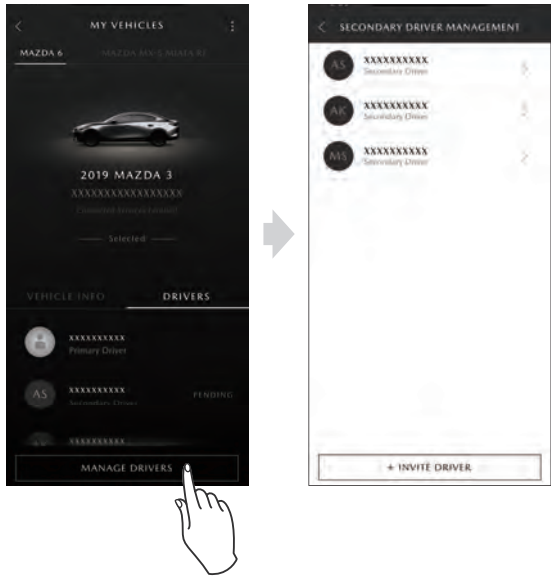 MY VEHICLES
MAZDA 6
MAZDA MX-5 MIATA RF
2019 MAZDA 3
XXXXXXXXXXXXXXXXX
Selected
VEHICLE INFO
DRIVERS
XXXXXXXXXX
Primary Driver
AS
XXXXXXXXXX
Secondary Driver
PENDING
AK
XXXXXXXXXX
MANAGE DRIVERS
SECONDARY DRIVER MANAGEMENT
AS
XXXXXXXXXX
Secondary Driver
AK
XXXXXXXXXX
Secondary Driver
MS
XXXXXXXXXX
Secondary Driver
+ INVITE DRIVER